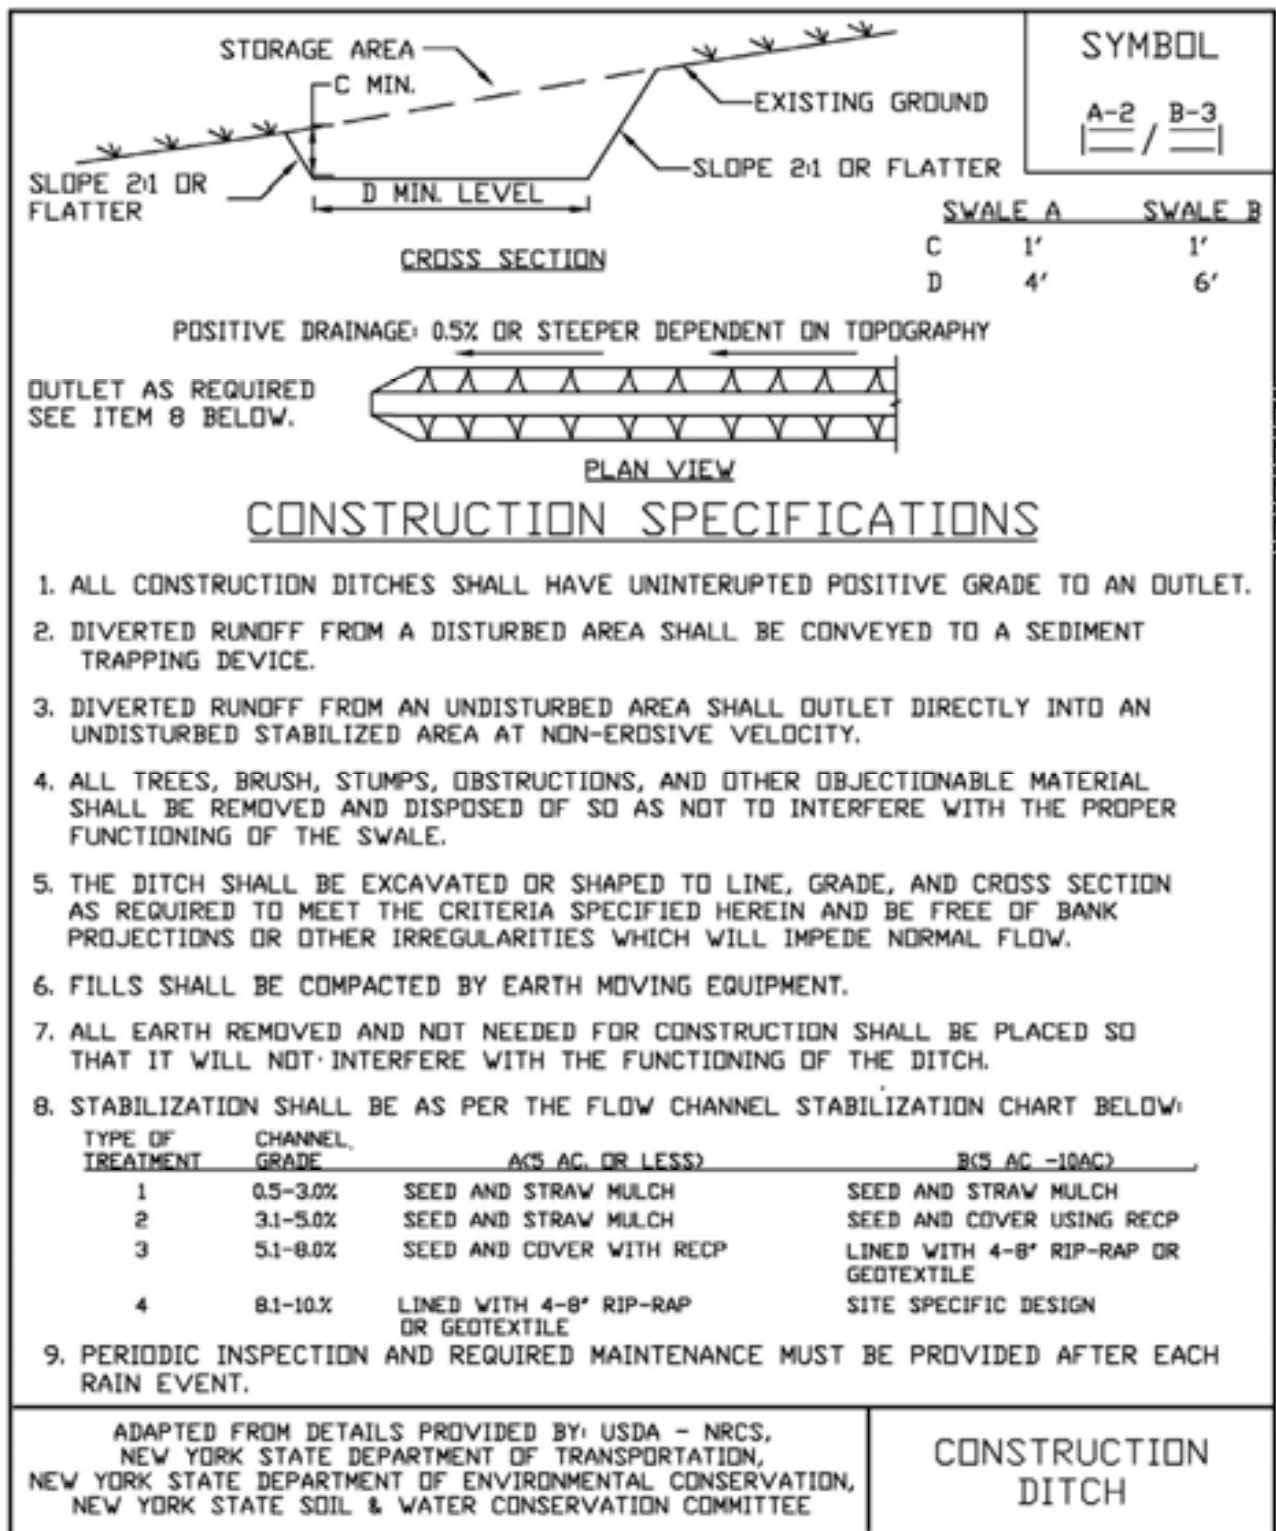 STORAGE AREA
C MIN.
EXISTING GROUND
SLOPE 2:1 OR
FLATTER
SLOPE 2:1 OR FLATTER
D MIN. LEVEL
CROSS SECTION
SYMBOL
A-2 / B-3
SWALE A SWALE B
C 1' 1'
D 4' 6'
POSITIVE DRAINAGE: 0.5% OR STEEPER DEPENDENT ON TOPOGRAPHY
OUTLET AS REQUIRED
SEE ITEM 8 BELOW.
PLAN VIEW
CONSTRUCTION SPECIFICATIONS
1. ALL CONSTRUCTION DITCHES SHALL HAVE UNINTERUPTED POSITIVE GRADE TO AN OUTLET.
2. DIVERTED RUNOFF FROM A DISTURBED AREA SHALL BE CONVEYED TO A SEDIMENT
TRAPPING DEVICE.
3. DIVERTED RUNOFF FROM AN UNDISTURBED AREA SHALL OUTLET DIRECTLY INTO AN
UNDISTURBED STABILIZED AREA AT NON-EROSIVE VELOCITY.
4. ALL TREES, BRUSH, STUMPS, OBSTRUCTIONS, AND OTHER OBJECTIONABLE MATERIAL
SHALL BE REMOVED AND DISPOSED OF SO AS NOT TO INTERFERE WITH THE PROPER
FUNCTIONING OF THE SWALE.
5. THE DITCH SHALL BE EXCAVATED OR SHAPED TO LINE, GRADE, AND CROSS SECTION
AS REQUIRED TO MEET THE CRITERIA SPECIFIED HEREIN AND BE FREE OF BANK
PROJECTIONS OR OTHER IRREGULARITIES WHICH WILL IMPEDE NORMAL FLOW.
6. FILLS SHALL BE COMPACTED BY EARTH MOVING EQUIPMENT.
7. ALL EARTH REMOVED AND NOT NEEDED FOR CONSTRUCTION SHALL BE PLACED SO
THAT IT WILL NOT INTERFERE WITH THE FUNCTIONING OF THE DITCH.
8. STABILIZATION SHALL BE AS PER THE FLOW CHANNEL STABILIZATION CHART BELOW:
TYPE OF CHANNEL
TREATMENT GRADE A(5 AC. OR LESS) B(5 AC -10AC)
1 0.5-3.0% SEED AND STRAW MULCH SEED AND STRAW MULCH
2 3.1-5.0% SEED AND STRAW MULCH SEED AND COVER USING RECP
3 5.1-8.0% SEED AND COVER WITH RECP LINED WITH 4-8" RIP-RAP OR
GEOTEXTILE
4 8.1-10.% LINED WITH 4-8" RIP-RAP SITE SPECIFIC DESIGN
OR GEOTEXTILE
9. PERIODIC INSPECTION AND REQUIRED MAINTENANCE MUST BE PROVIDED AFTER EACH
RAIN EVENT.
ADAPTED FROM DETAILS PROVIDED BY: USDA - NRCS,
NEW YORK STATE DEPARTMENT OF TRANSPORTATION,
NEW YORK STATE DEPARTMENT OF ENVIRONMENTAL CONSERVATION,
NEW YORK STATE SOIL & WATER CONSERVATION COMMITTEE
CONSTRUCTION
DITCH